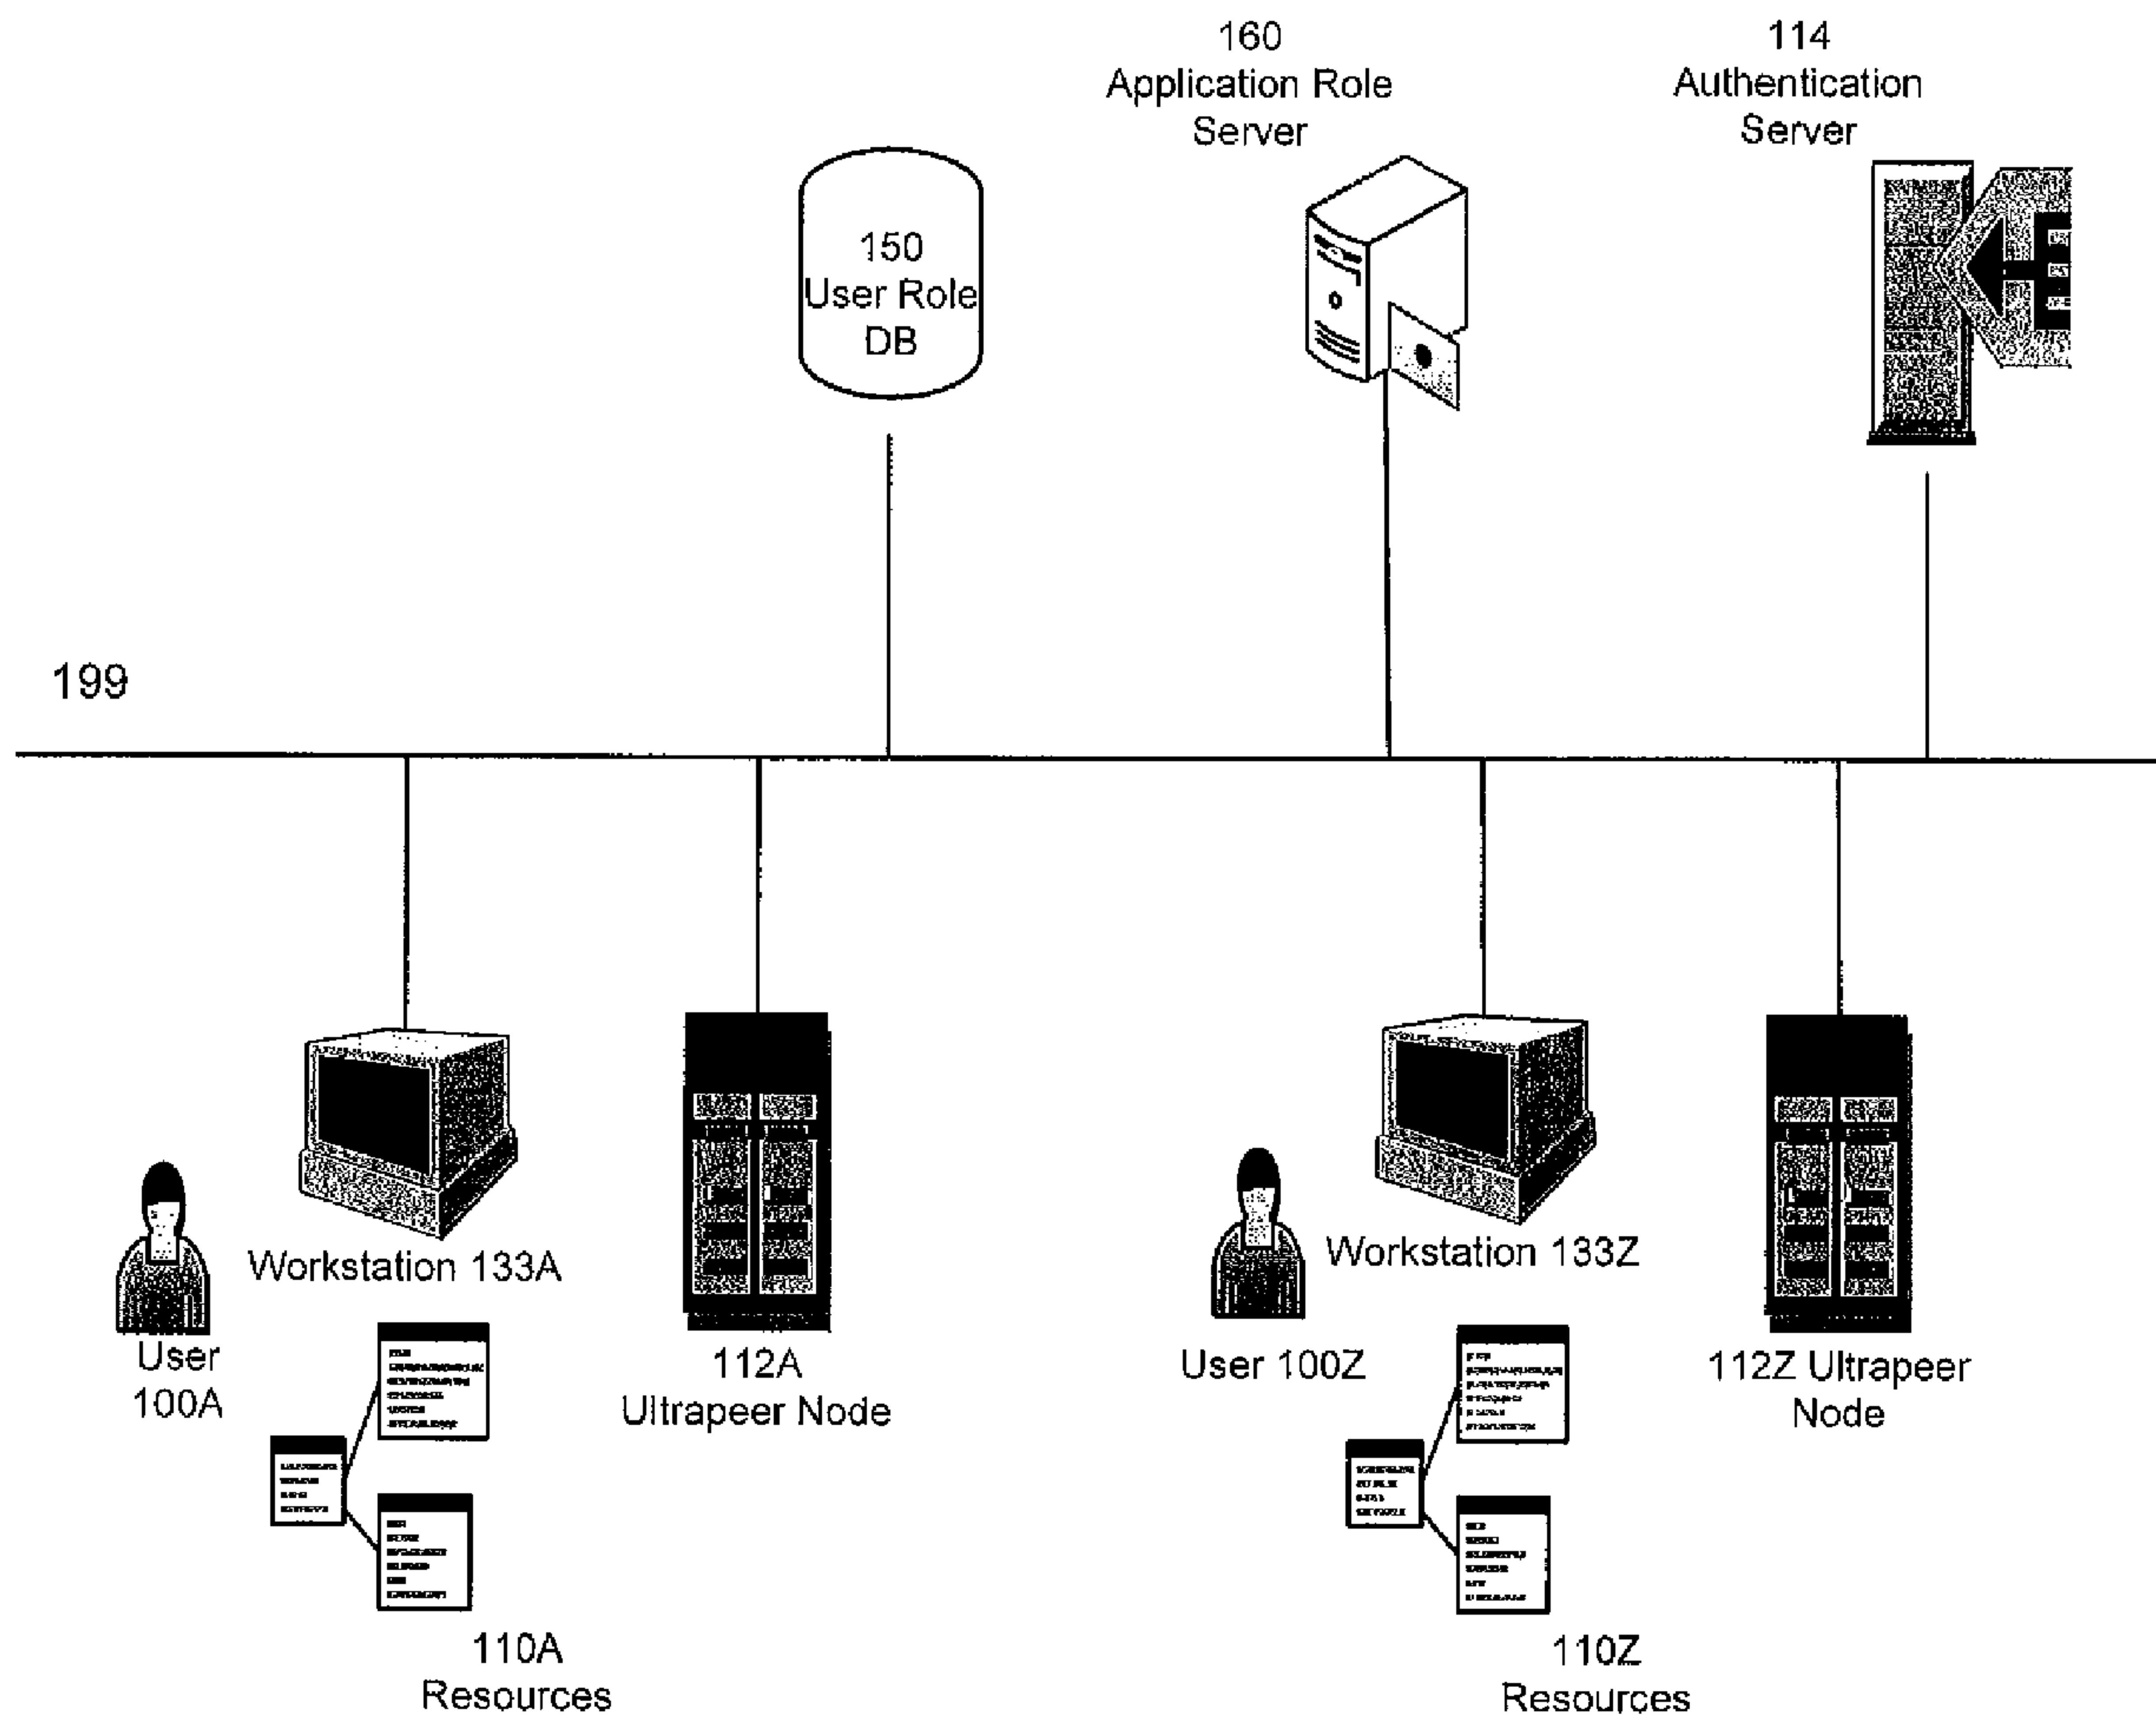 160
Application Role
Server
114
Authentication
Server
150
User Role
DB
199
Workstation 133A
User
100A
112A
Ultrapeer Node
110A
Resources
Workstation 133Z
User 100Z
112Z Ultrapeer
Node
110Z
Resources